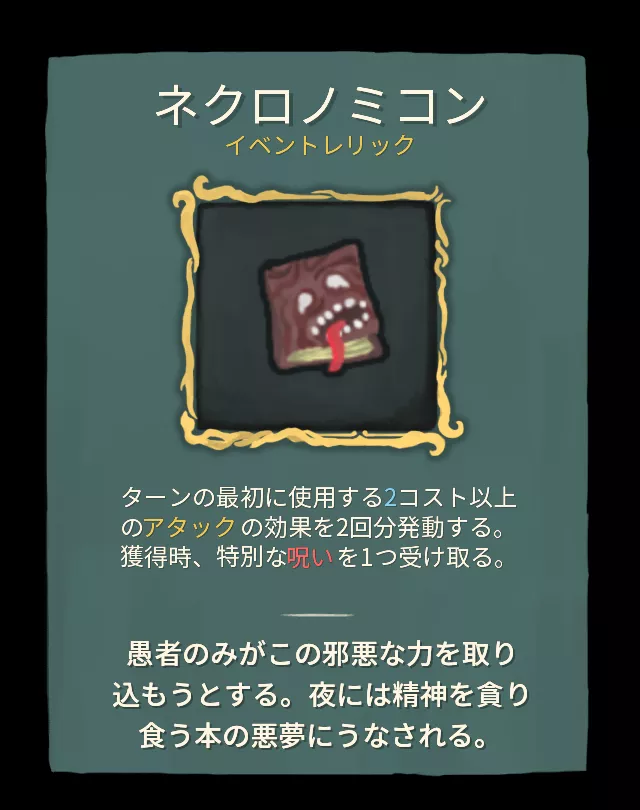 ネクロノミコン
イベントレリック
ターンの最初に使用する2コスト以上
のアタックの効果を2回分発動する。
獲得時、特別な呪いを1つ受け取る。
愚者のみがこの邪悪な力を取り
込もうとする。夜には精神を貪り
食う本の悪夢にうなされる。